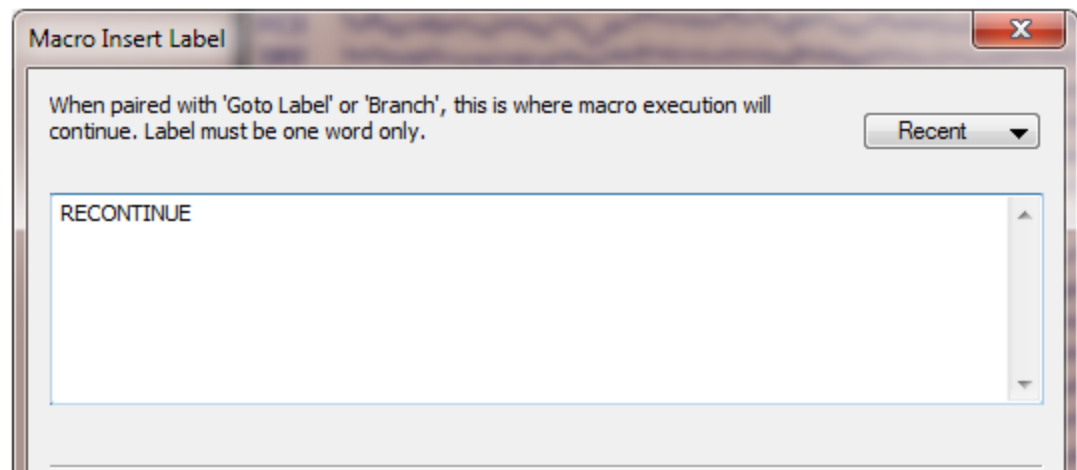 Macro Insert Label
X
When paired with 'Goto Label' or 'Branch', this is where macro execution will
continue. Label must be one word only.
Recent
RECONTINUE